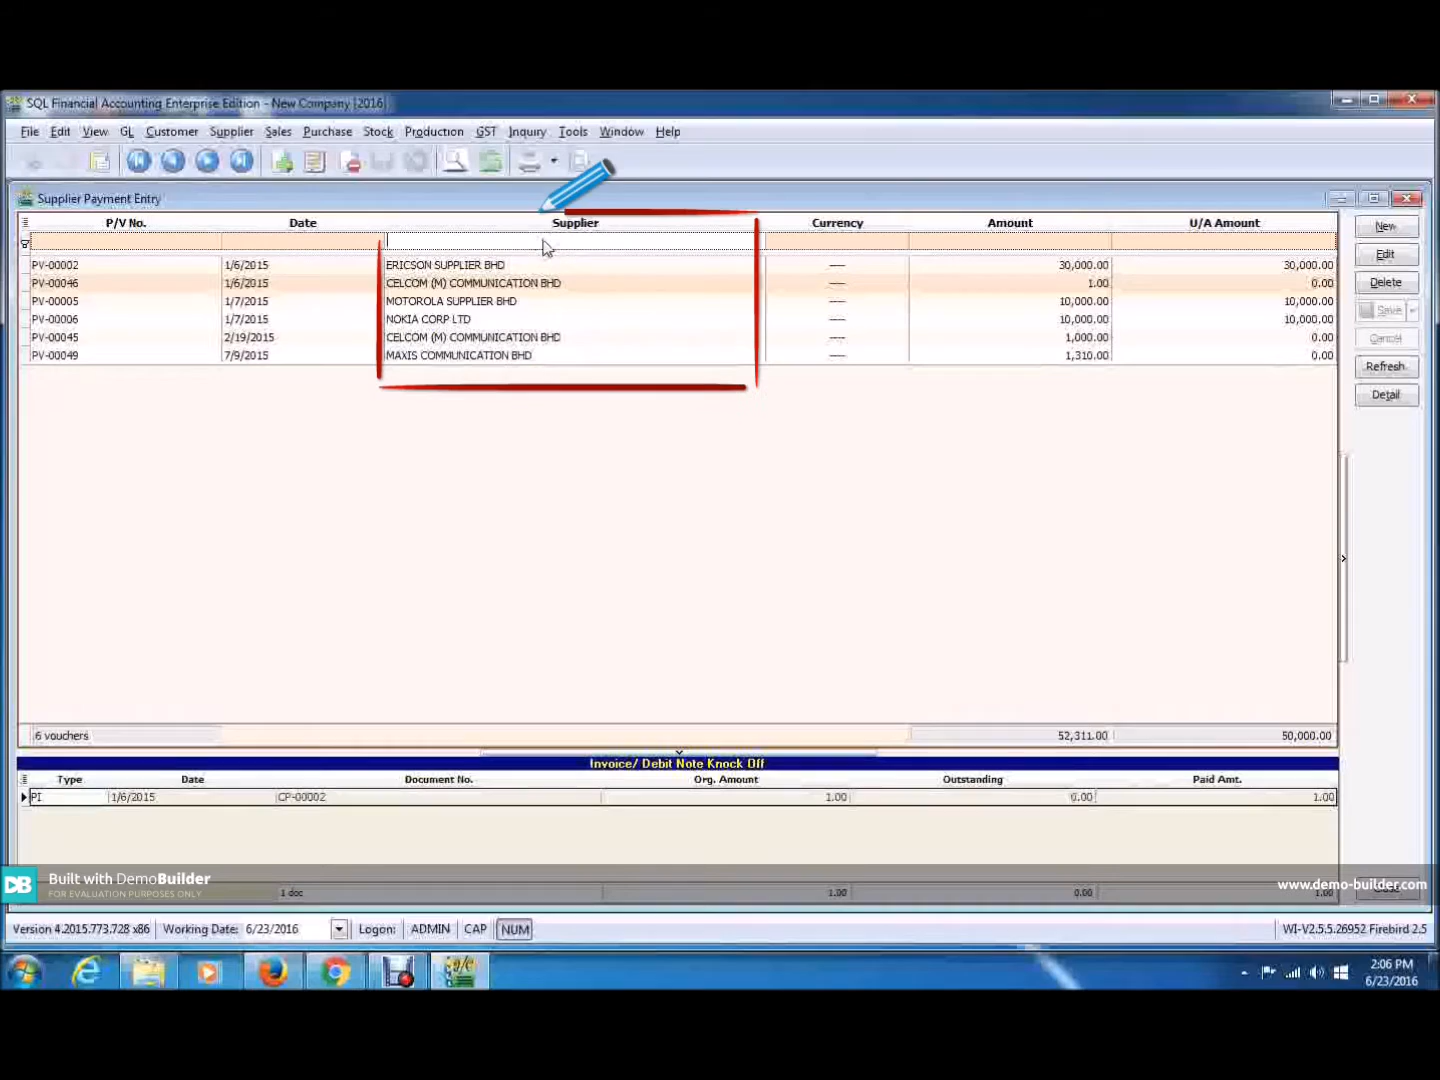 SQL Financial Accounting Enterprise Edition - New Company [2016]
File Edit View GL Customer Supplier Sales Purchase Stock Production GST Inquiry Tools Window Help
Supplier Payment Entry
P/V No. Date Supplier Currency Amount U/A Amount
PV-00002 1/6/2015 ERICSON SUPPLIER BHD ---- 30,000.00 30,000.00
PV-00046 1/6/2015 CELCOM (M) COMMUNICATION BHD ---- 1.00 0.00
PV-00005 1/7/2015 MOTOROLA SUPPLIER BHD ---- 10,000.00 10,000.00
PV-00006 1/7/2015 NOKIA CORP LTD ---- 10,000.00 10,000.00
PV-00045 2/19/2015 CELCOM (M) COMMUNICATION BHD ---- 1,000.00 0.00
PV-00049 7/9/2015 MAXIS COMMUNICATION BHD ---- 1,310.00 0.00
New
Edit
Delete
Save
Cancel
Refresh
Detail
6 vouchers 52,311.00 50,000.00
Invoice/ Debit Note Knock Off
Type Date Document No. Org. Amount Outstanding Paid Amt.
PI 1/6/2015 CP-00002 1.00 0.00 1.00
DB Built with DemoBuilder
FOR EVALUATION PURPOSES ONLY
www.demo-builder.com
1 doc 1.00 0.00 1.00
Close
Version 4.2015.773.728 x86 Working Date: 6/23/2016 Logon: ADMIN CAP NUM WI-V2.5.5.26952 Firebird 2.5
2:06 PM
6/23/2016